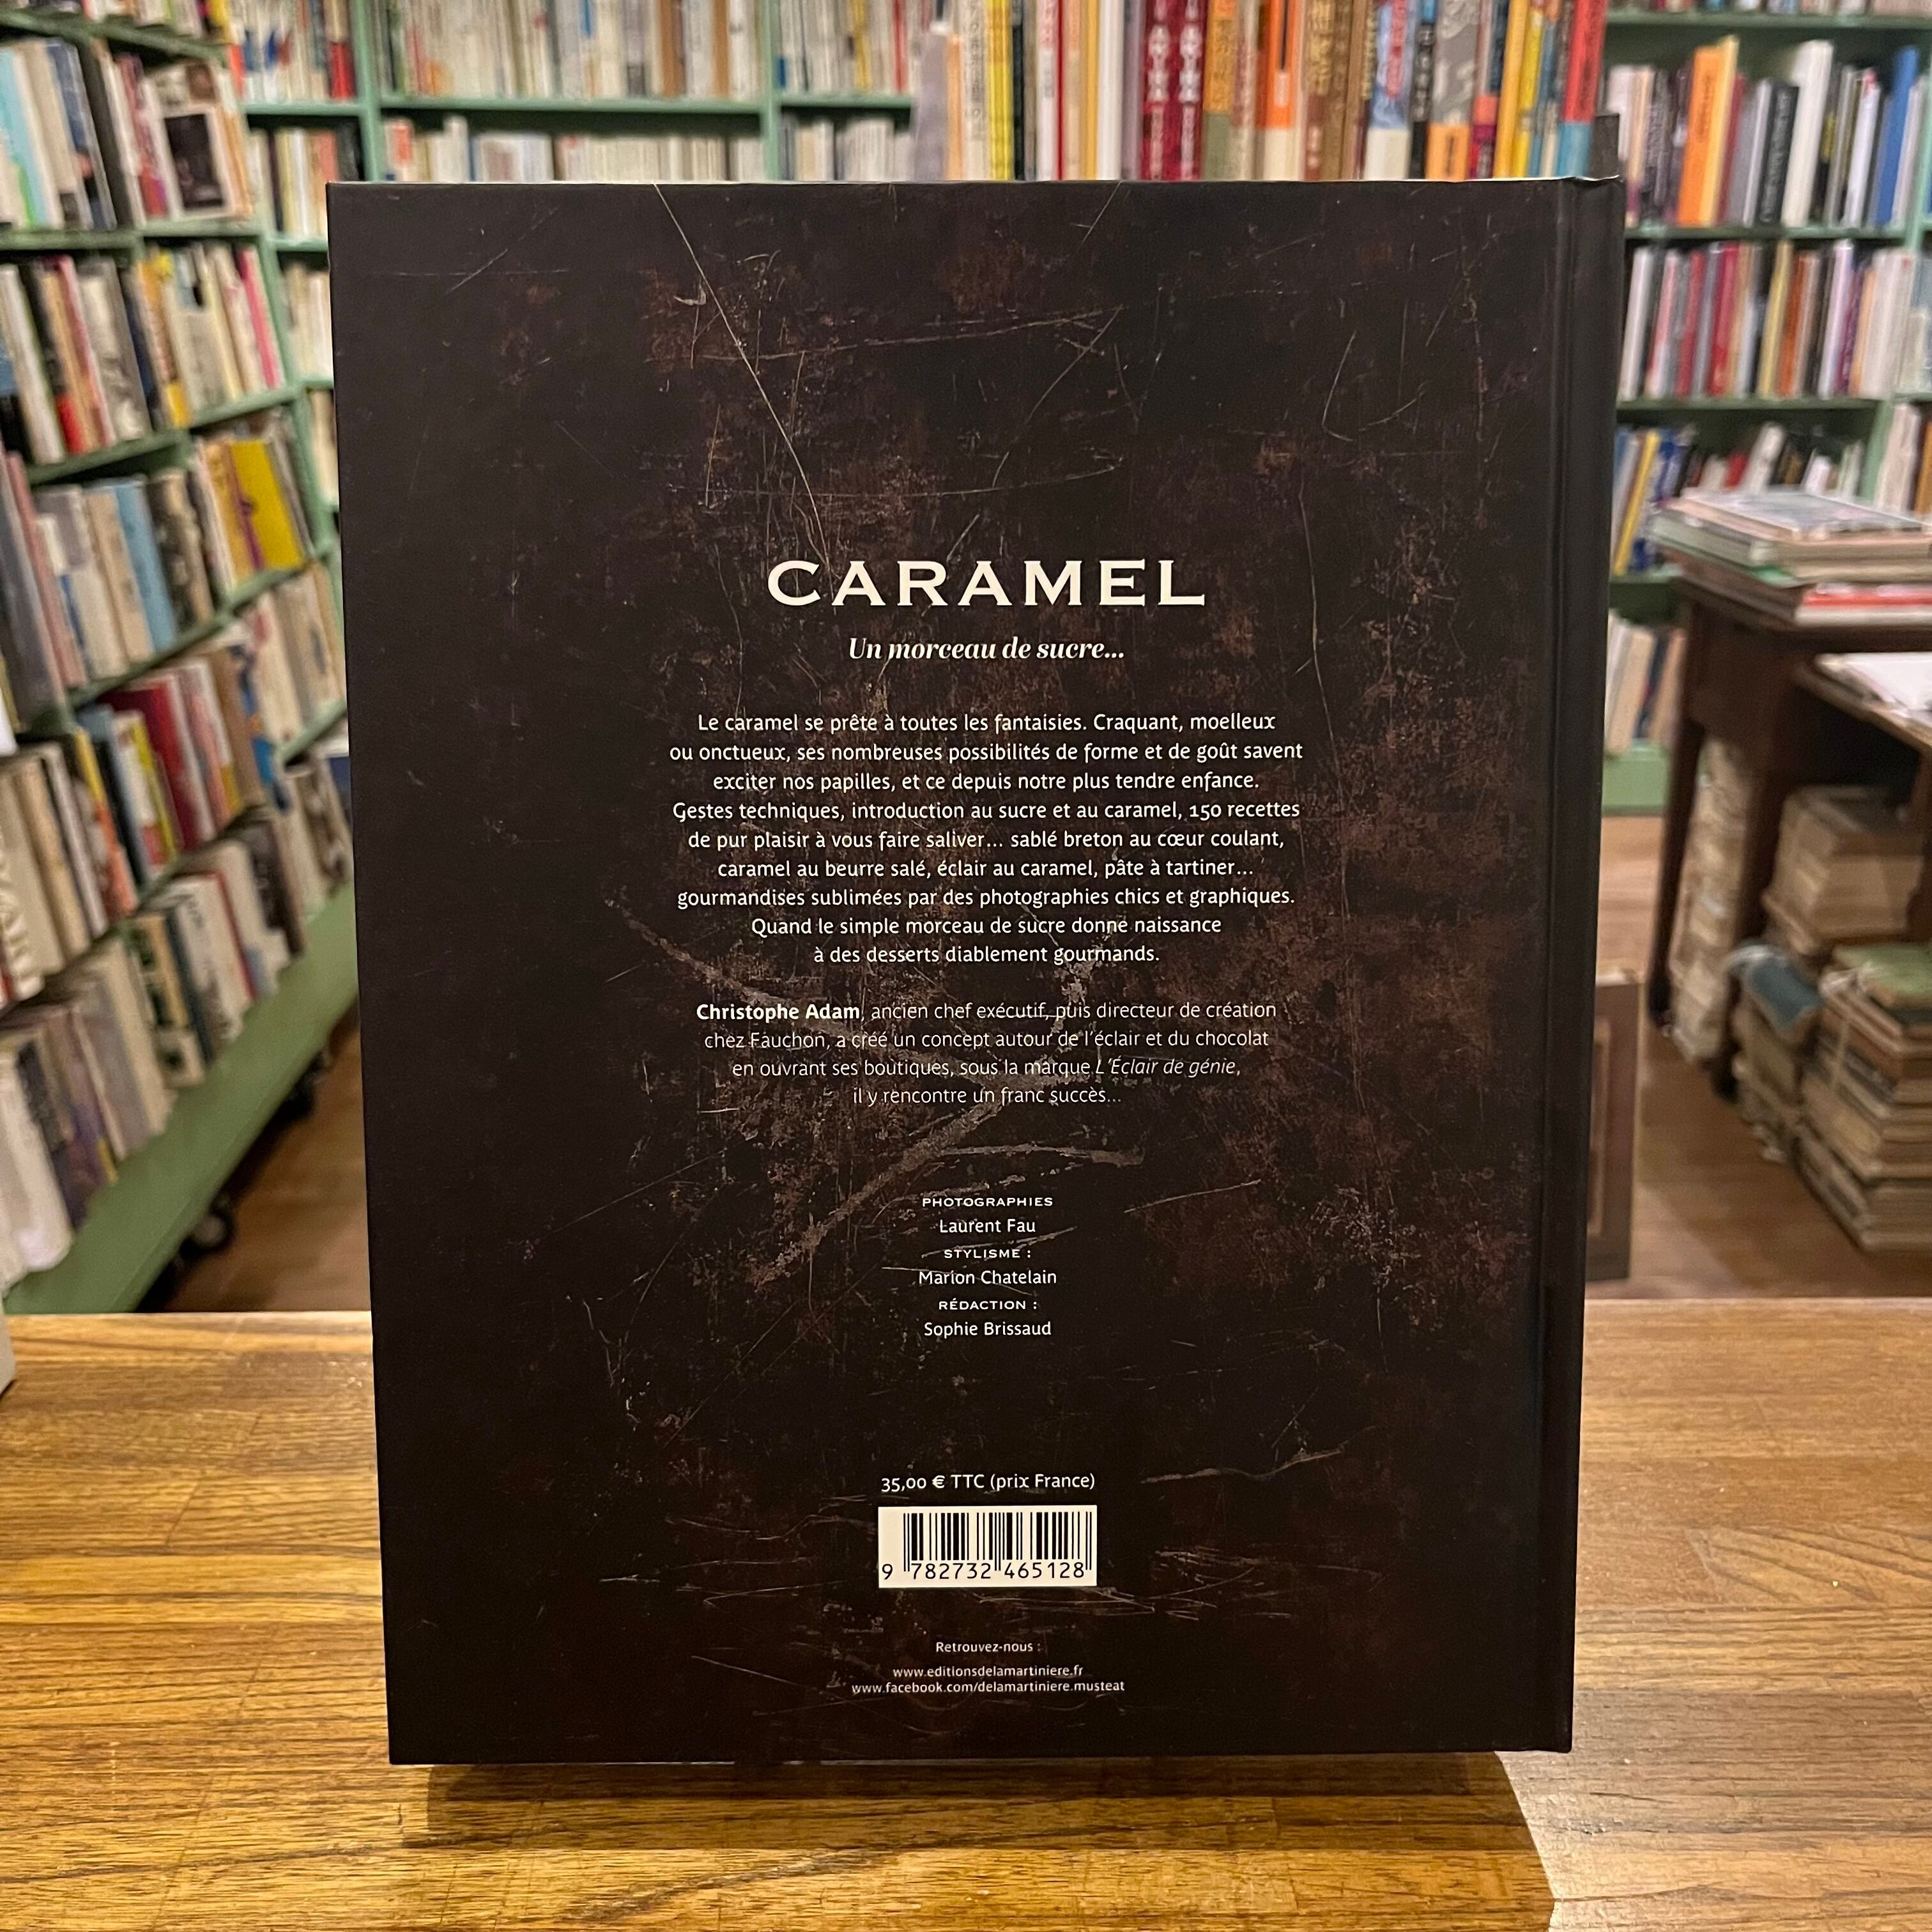 CARAMEL
Un morceau de sucre...
Le caramel se prête à toutes les fantaisies. Craquant, moelleux
ou onctueux, ses nombreuses possibilités de forme et de goût savent
exciter nos papilles, et ce depuis notre plus tendre enfance.
Gestes techniques, introduction au sucre et au caramel, 150 recettes
de pur plaisir à vous faire saliver... sablé breton au cœur coulant,
caramel au beurre salé, éclair au caramel, pâte à tartiner...
gourmandises sublimées par des photographies chics et graphiques.
Quand le simple morceau de sucre donne naissance
à des desserts diablement gourmands.
Christophe Adam, ancien chef exécutif, puis directeur de création
chez Fauchon, a créé un concept autour de l'éclair et du chocolat
en ouvrant ses boutiques, sous la marque L'Éclair de génie,
il y rencontre un franc succès...
PHOTOGRAPHIES
Laurent Fau
STYLISME :
Marion Chatelain
RÉDACTION :
Sophie Brissaud
35,00 € TTC (prix France)
9 782732 465128
Retrouvez-nous :
www.editionsdelamartiniere.fr
www.facebook.com/delamartiniere.musteat